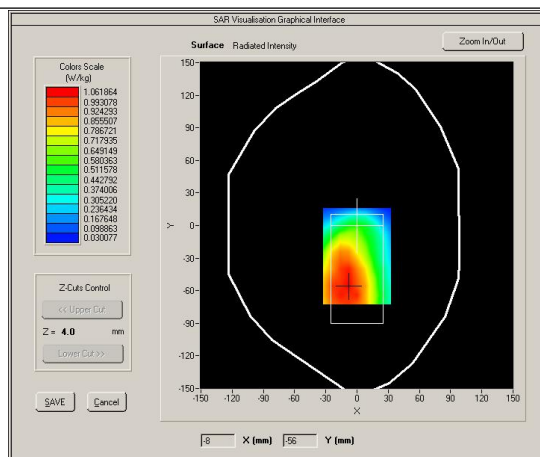 SAR Visualisation Graphical Interface
Surface Radiated Intensity
Zoom In/Out
Colors Scale
(W/kg)
1.061864
0.993078
0.924293
0.855507
0.786721
0.717935
0.649149
0.580363
0.511578
0.442792
0.374006
0.305220
0.236434
0.167648
0.098863
0.030077
Z-Cuts Control
<< Upper Cut
Z = 4.0 mm
Lower Cut >>
SAVE Cancel
150
120
90
60
30
0
-30
-60
-90
-120
-150
Y
-150 -120 -90 -60 -30 0 30 60 90 120 150
X
-8 X (mm) -56 Y (mm)